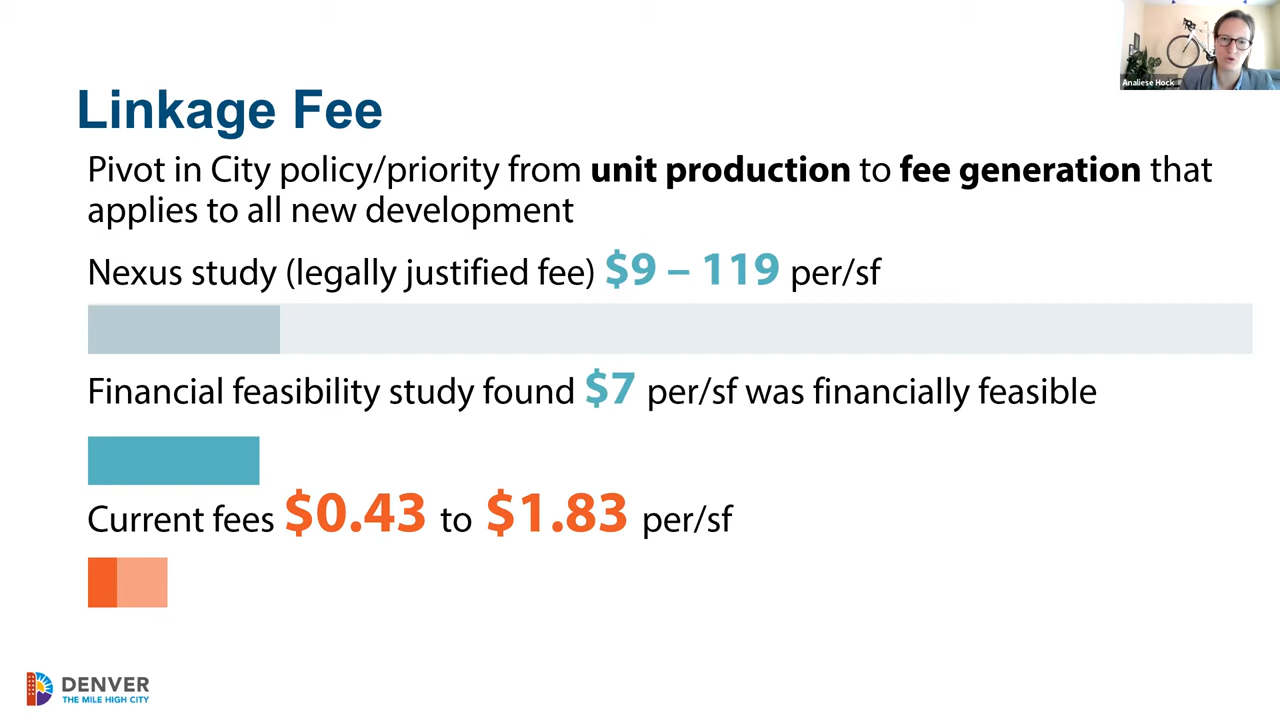 Analiese Hock
Linkage Fee
Pivot in City policy/priority from unit production to fee generation that
applies to all new development
Nexus study (legally justified fee) $9 – 119 per/sf
Financial feasibility study found $7 per/sf was financially feasible
Current fees $0.43 to $1.83 per/sf
DENVER
THE MILE HIGH CITY